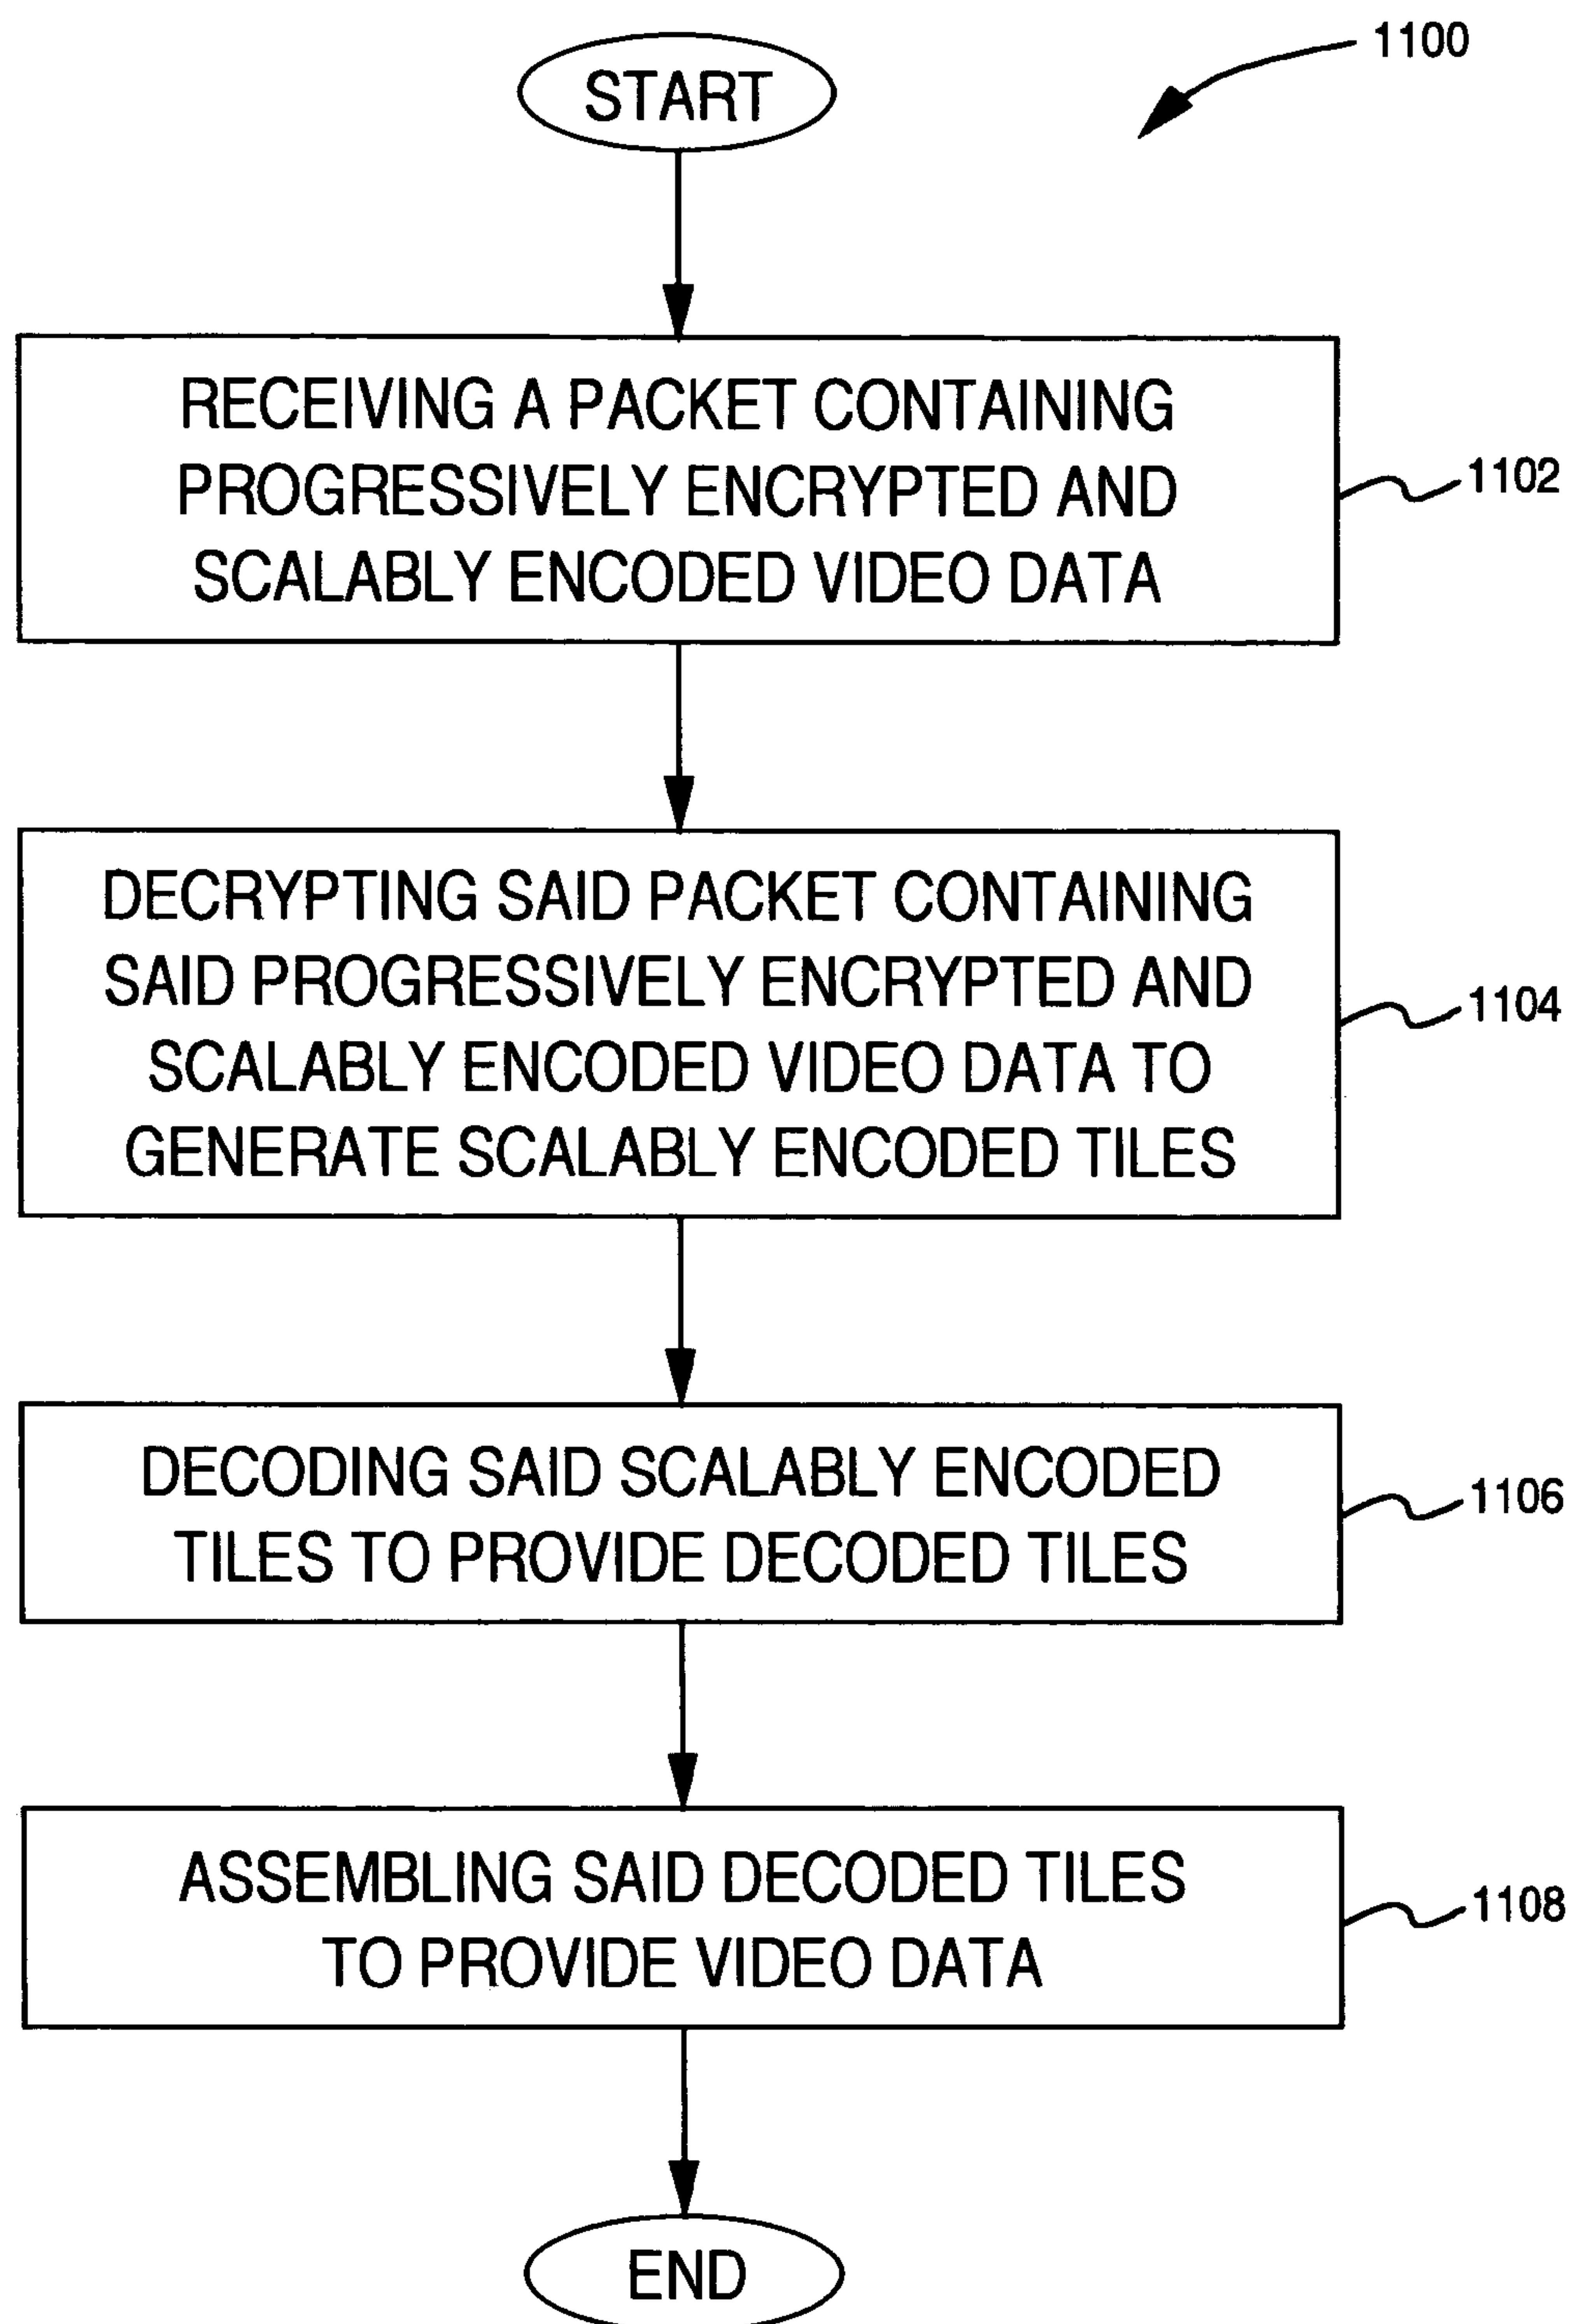 START
1100
RECEIVING A PACKET CONTAINING
PROGRESSIVELY ENCRYPTED AND
SCALABLY ENCODED VIDEO DATA
1102
DECRYPTING SAID PACKET CONTAINING
SAID PROGRESSIVELY ENCRYPTED AND
SCALABLY ENCODED VIDEO DATA TO
GENERATE SCALABLY ENCODED TILES
1104
DECODING SAID SCALABLY ENCODED
TILES TO PROVIDE DECODED TILES
1106
ASSEMBLING SAID DECODED TILES
TO PROVIDE VIDEO DATA
1108
END